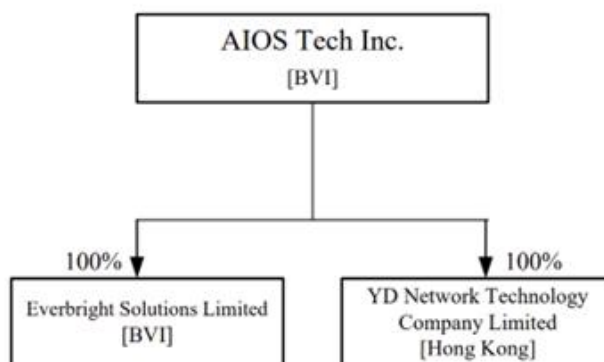 AIOS Tech Inc.
[BVI]
100%
100%
Everbright Solutions Limited
[BVI]
YD Network Technology
Company Limited
[Hong Kong]